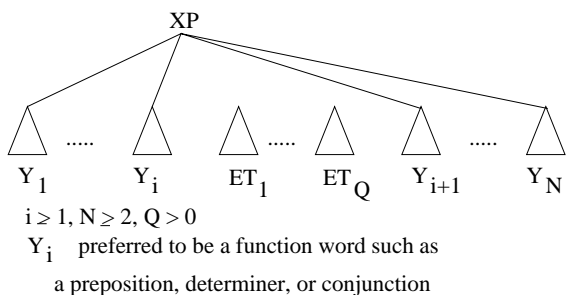 XP
..... ..... .....
Y1 Yi ET1 ETQ Yi+1 YN
i ≥ 1, N ≥ 2, Q > 0
Yi preferred to be a function word such as
a preposition, determiner, or conjunction